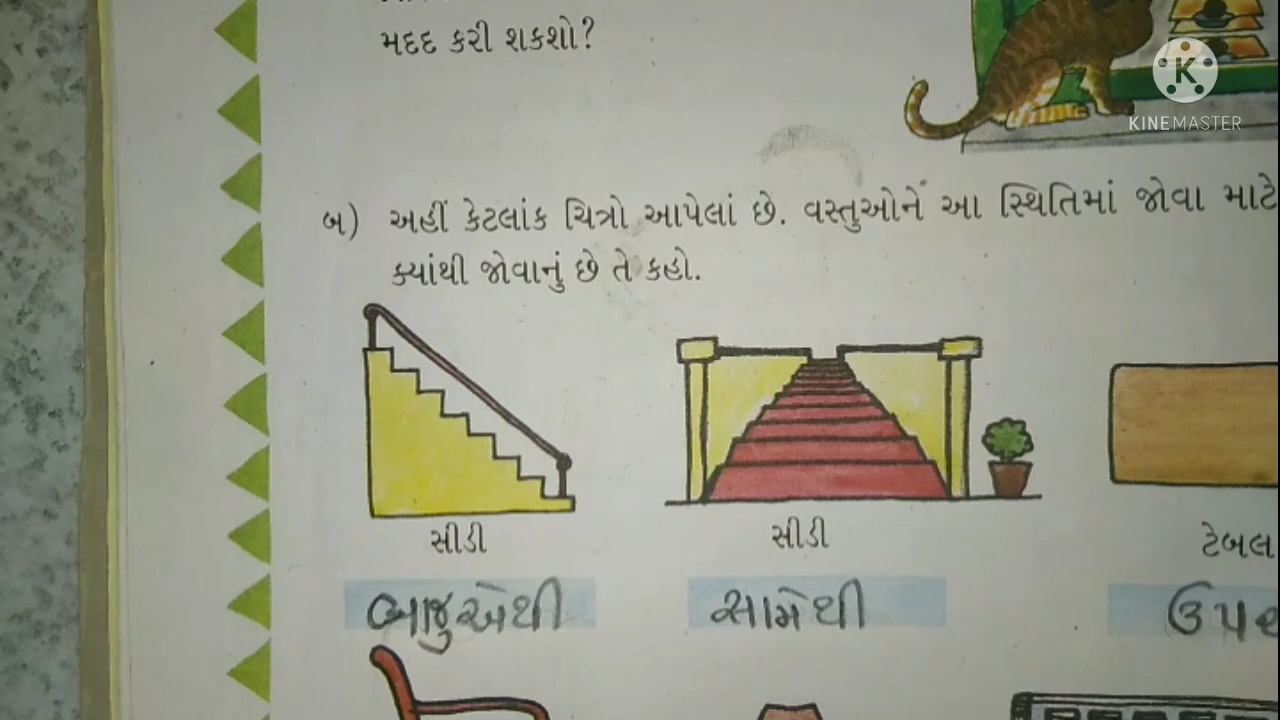 મદદ કરી શકશો?
KINEMASTER
બ) અહીં કેટલાંક ચિત્રો આપેલાં છે. વસ્તુઓને આ સ્થિતિમાં જોવા માટે
ક્યાંથી જોવાનું છે તે કહો.
સીડી સીડી ટેબલ
બાજુએથી સામેથી